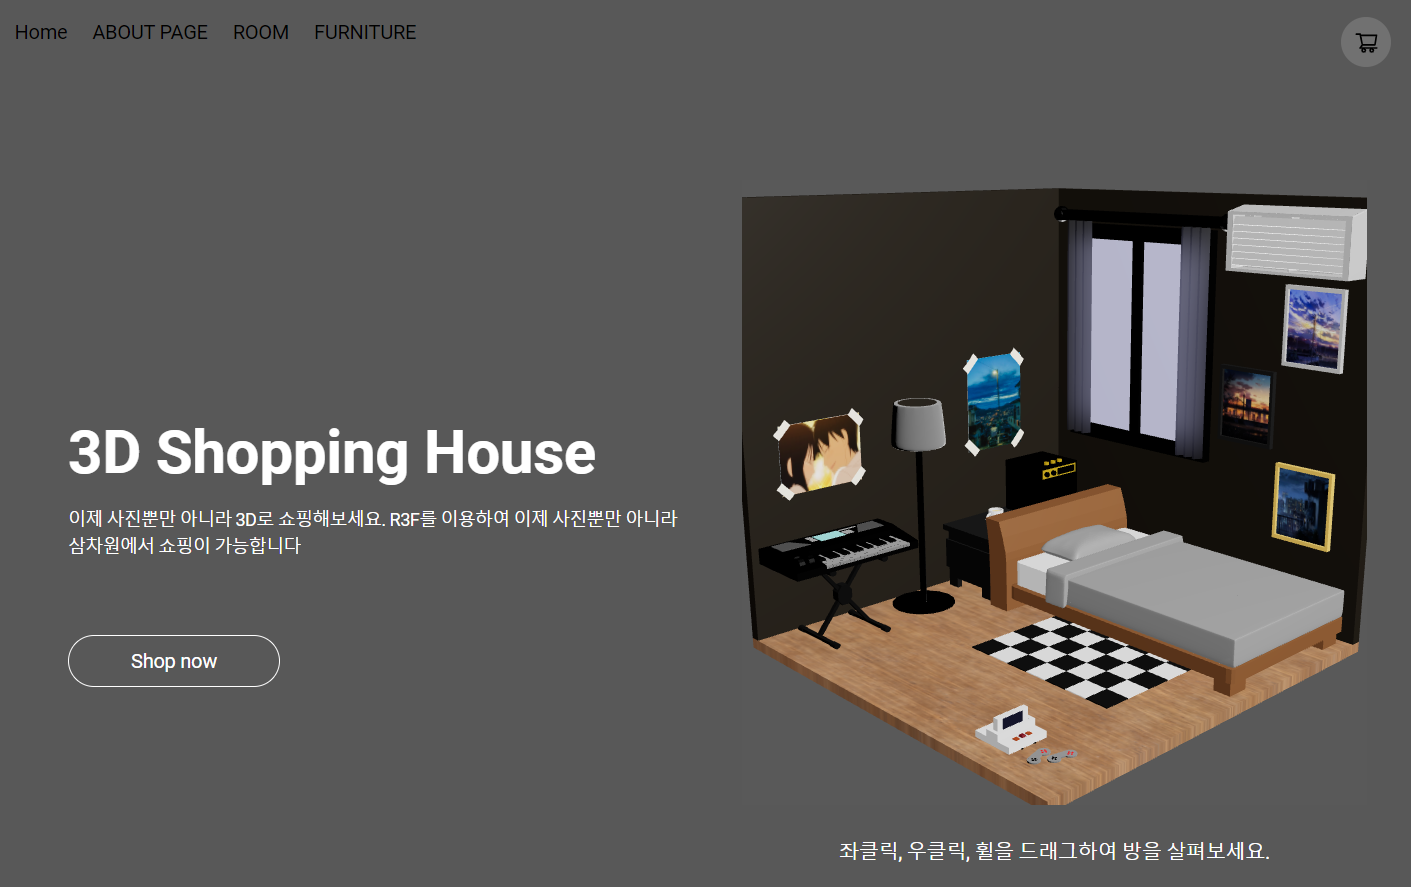 Home ABOUT PAGE ROOM FURNITURE
3D Shopping House
이제 사진뿐만 아니라 3D로 쇼핑해보세요. R3F를 이용하여 이제 사진뿐만 아니라
삼차원에서 쇼핑이 가능합니다
Shop now
좌클릭, 우클릭, 휠을 드래그하여 방을 살펴보세요.